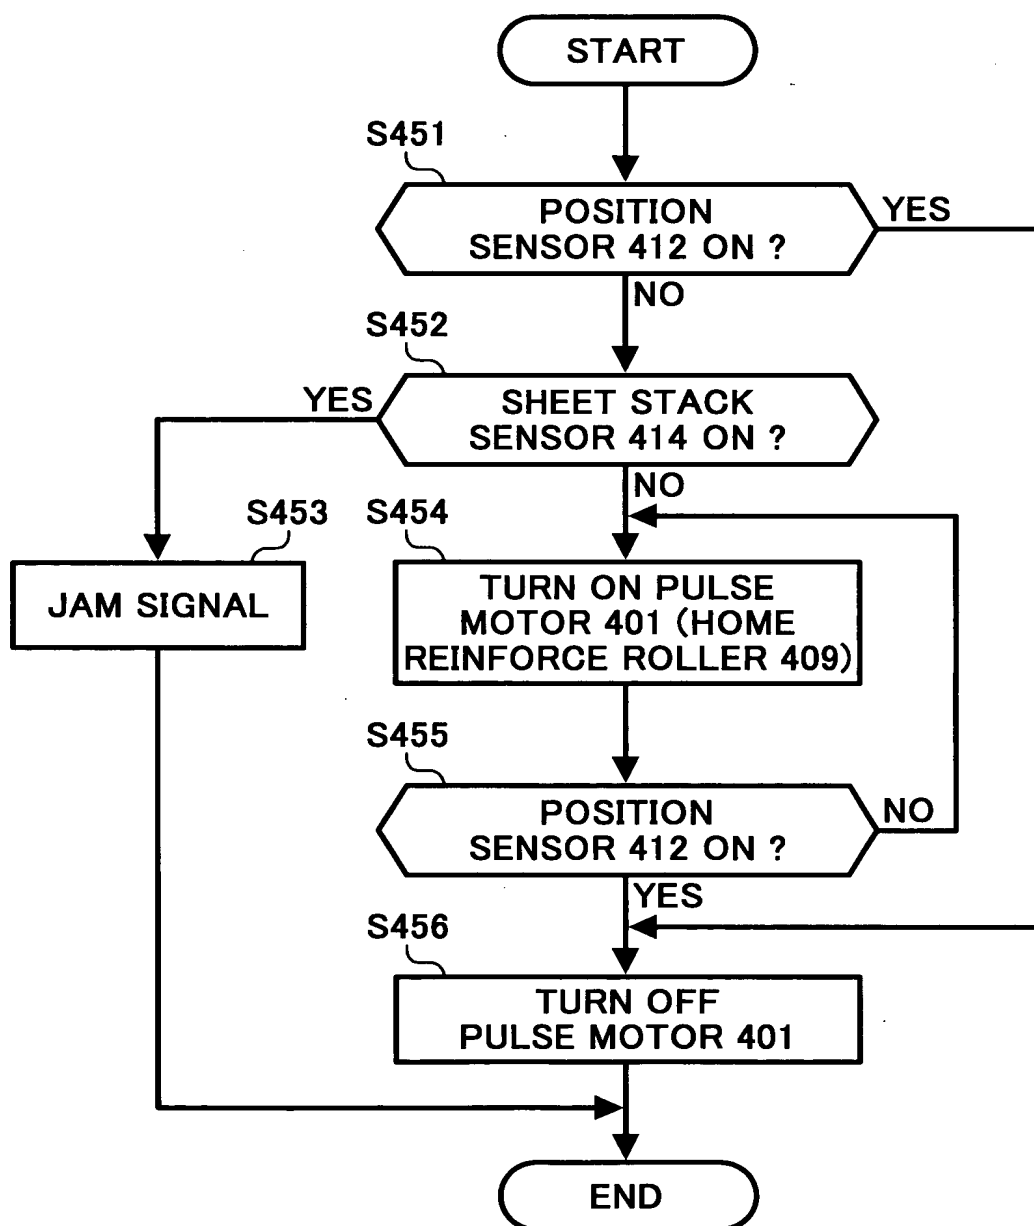 START
S451
POSITION
SENSOR 412 ON ?
YES
NO
S452
YES
SHEET STACK
SENSOR 414 ON ?
NO
S453
S454
JAM SIGNAL
TURN ON PULSE
MOTOR 401 (HOME
REINFORCE ROLLER 409)
S455
POSITION
SENSOR 412 ON ?
NO
YES
S456
TURN OFF
PULSE MOTOR 401
END